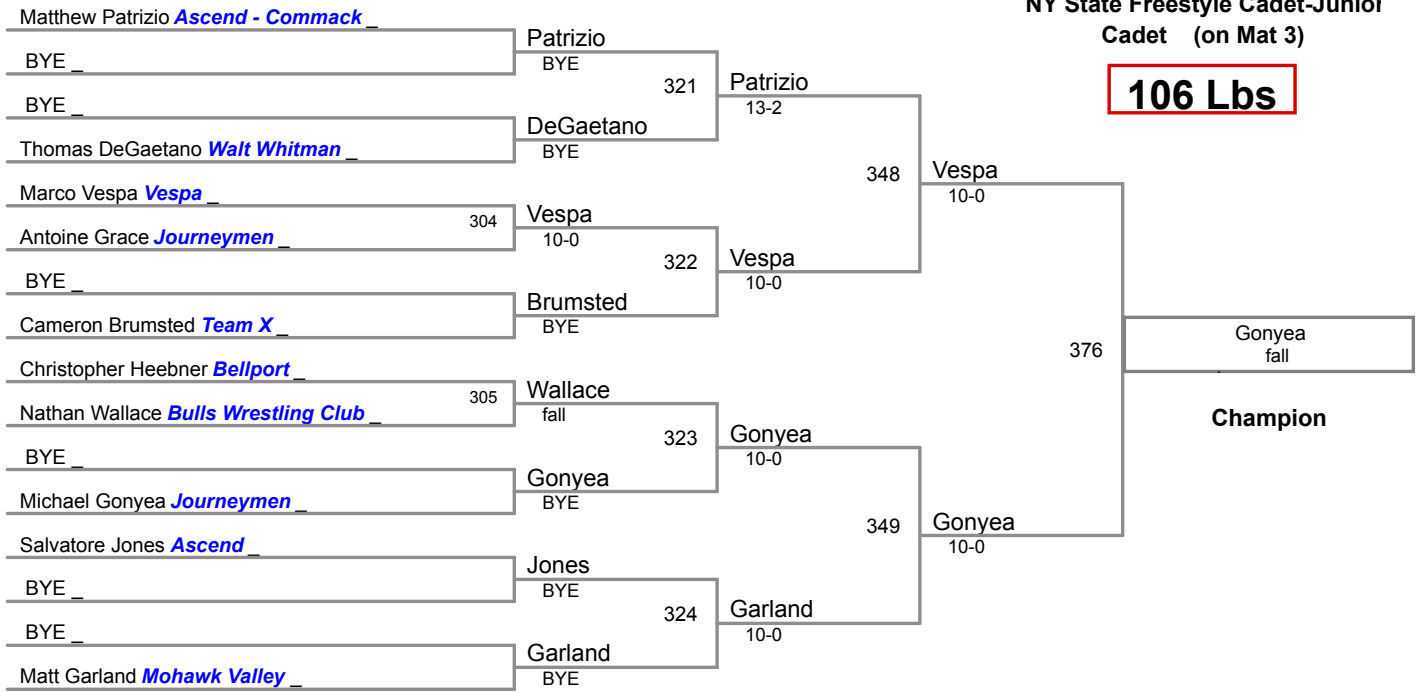 NY State Freestyle Cadet-Junior
Cadet (on Mat 3)
106 Lbs
Matthew Patrizio Ascend - Commack _
BYE _
BYE _
Thomas DeGaetano Walt Whitman _
Marco Vespa Vespa _
Antoine Grace Journeymen _
BYE _
Cameron Brumsted Team X _
Christopher Heebner Bellport _
Nathan Wallace Bulls Wrestling Club _
BYE _
Michael Gonyea Journeymen _
Salvatore Jones Ascend _
BYE _
BYE _
Matt Garland Mohawk Valley _
304
305
Patrizio
BYE
DeGaetano
BYE
Vespa
10-0
Brumsted
BYE
Wallace
fall
Gonyea
BYE
Jones
BYE
Garland
BYE
321
322
323
324
Patrizio
13-2
Vespa
10-0
Gonyea
10-0
Garland
10-0
348
349
Vespa
10-0
Gonyea
10-0
376
Gonyea
fall
Champion